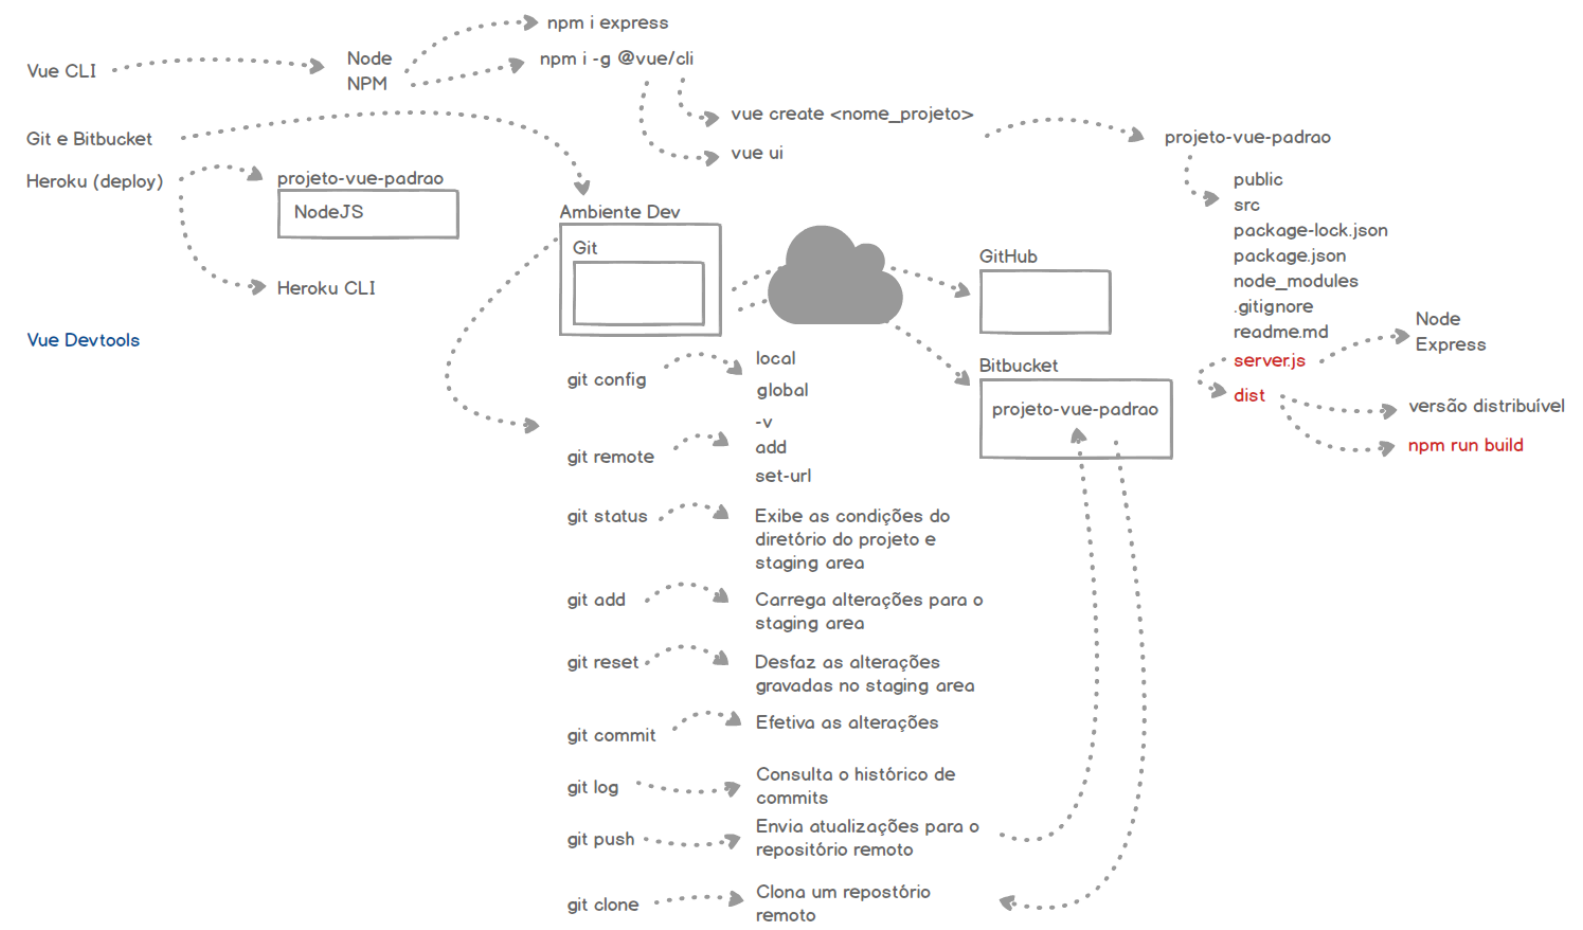 npm i express
Vue CLI
Node
NPM
npm i -g @vue/cli
vue create <nome_projeto>
vue ui
Git e Bitbucket
Heroku (deploy)
projeto-vue-padrao
NodeJS
Heroku CLI
Vue Devtools
Ambiente Dev
Git
GitHub
Bitbucket
projeto-vue-padrao
projeto-vue-padrao
public
src
package-lock.json
package.json
node_modules
.gitignore
readme.md
server.js
dist
Node
Express
versão distribuível
npm run build
git config
local
global
git remote
-v
add
set-url
git status
Exibe as condições do
diretório do projeto e
staging area
git add
Carrega alterações para o
staging area
git reset
Desfaz as alterações
gravadas no staging area
git commit
Efetiva as alterações
git log
Consulta o histórico de
commits
git push
Envia atualizações para o
repositório remoto
git clone
Clona um repostório
remoto